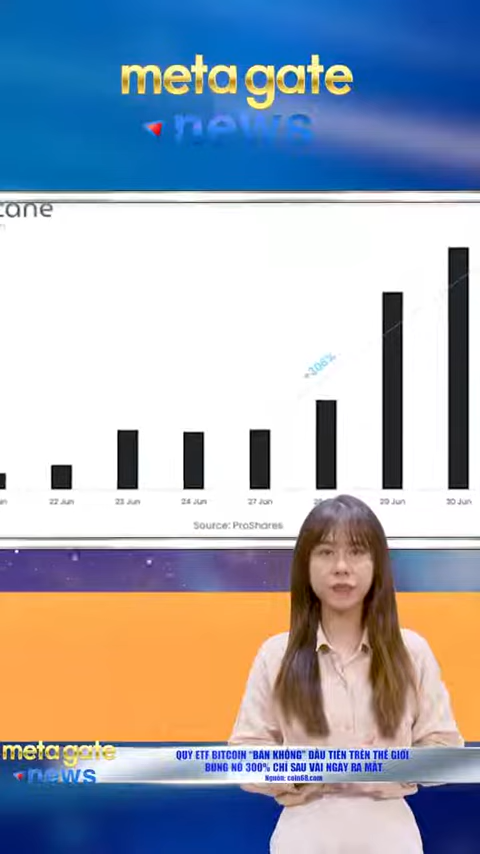 meta gate
news
cane
+306%
22 Jun
23 Jun
24 Jun
27 Jun
28 Jun
29 Jun
30 Jun
Source: ProShares
meta gate
news
QUỸ ETF BITCOIN “BÁN KHỐNG” ĐẦU TIÊN TRÊN THẾ GIỚI
BÙNG NỔ 300% CHỈ SAU VÀI NGÀY RA MẮT
Nguồn: coin68.com